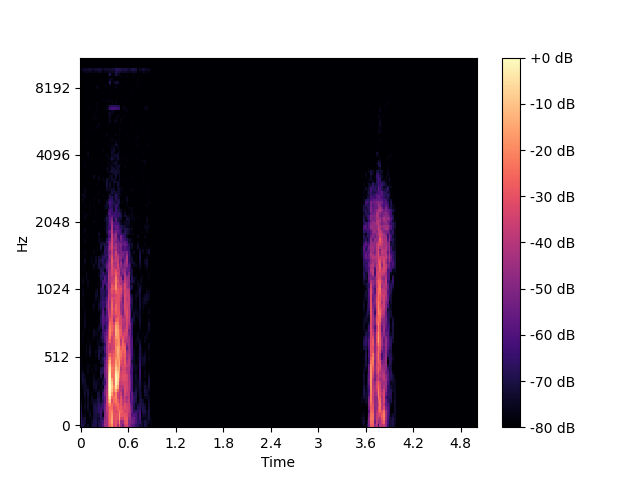 +0 dB
8192
-10 dB
4096
-20 dB
-30 dB
2048
-40 dB
Hz
1024
-50 dB
512
-60 dB
-70 dB
0
-80 dB
0 0.6 1.2 1.8 2.4 3 3.6 4.2 4.8
Time